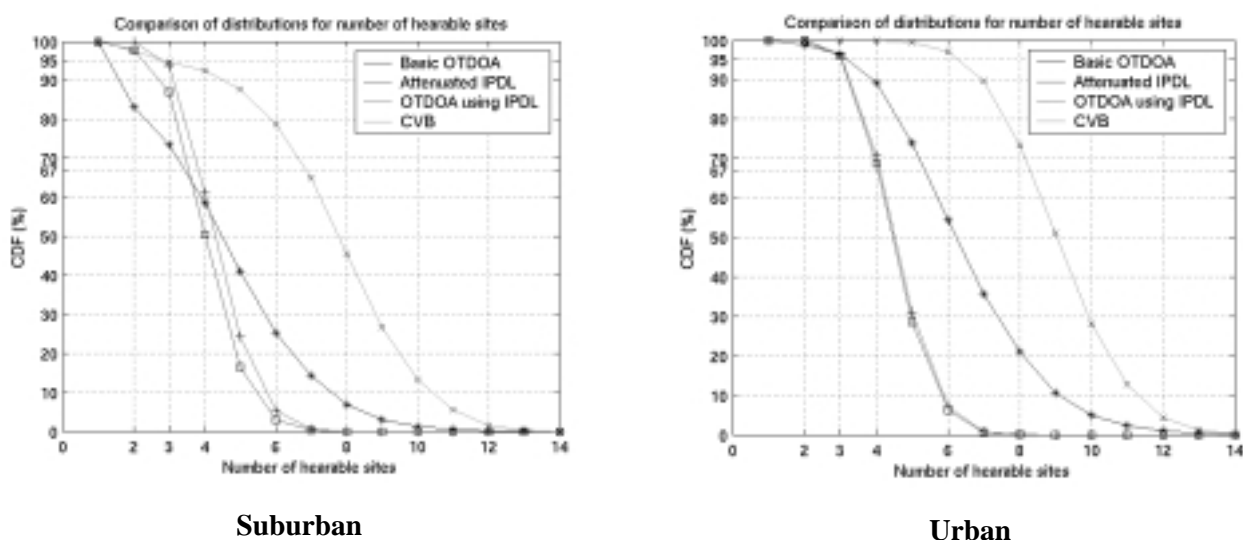 Comparison of distributions for number of hearable sites
100
95
90
80
70
67
60
50
40
30
20
10
0
CDF (%)
Basic OTDOA
Attenuated IPDL
OTDOA using IPDL
CVB
0 2 3 4 6 8 10 12 14
Number of hearable sites
Suburban
Comparison of distributions for number of hearable sites
100
95
90
80
70
67
60
50
40
30
20
10
0
CDF (%)
Basic OTDOA
Attenuated IPDL
OTDOA using IPDL
CVB
0 2 3 4 6 8 10 12 14
Number of hearable sites
Urban